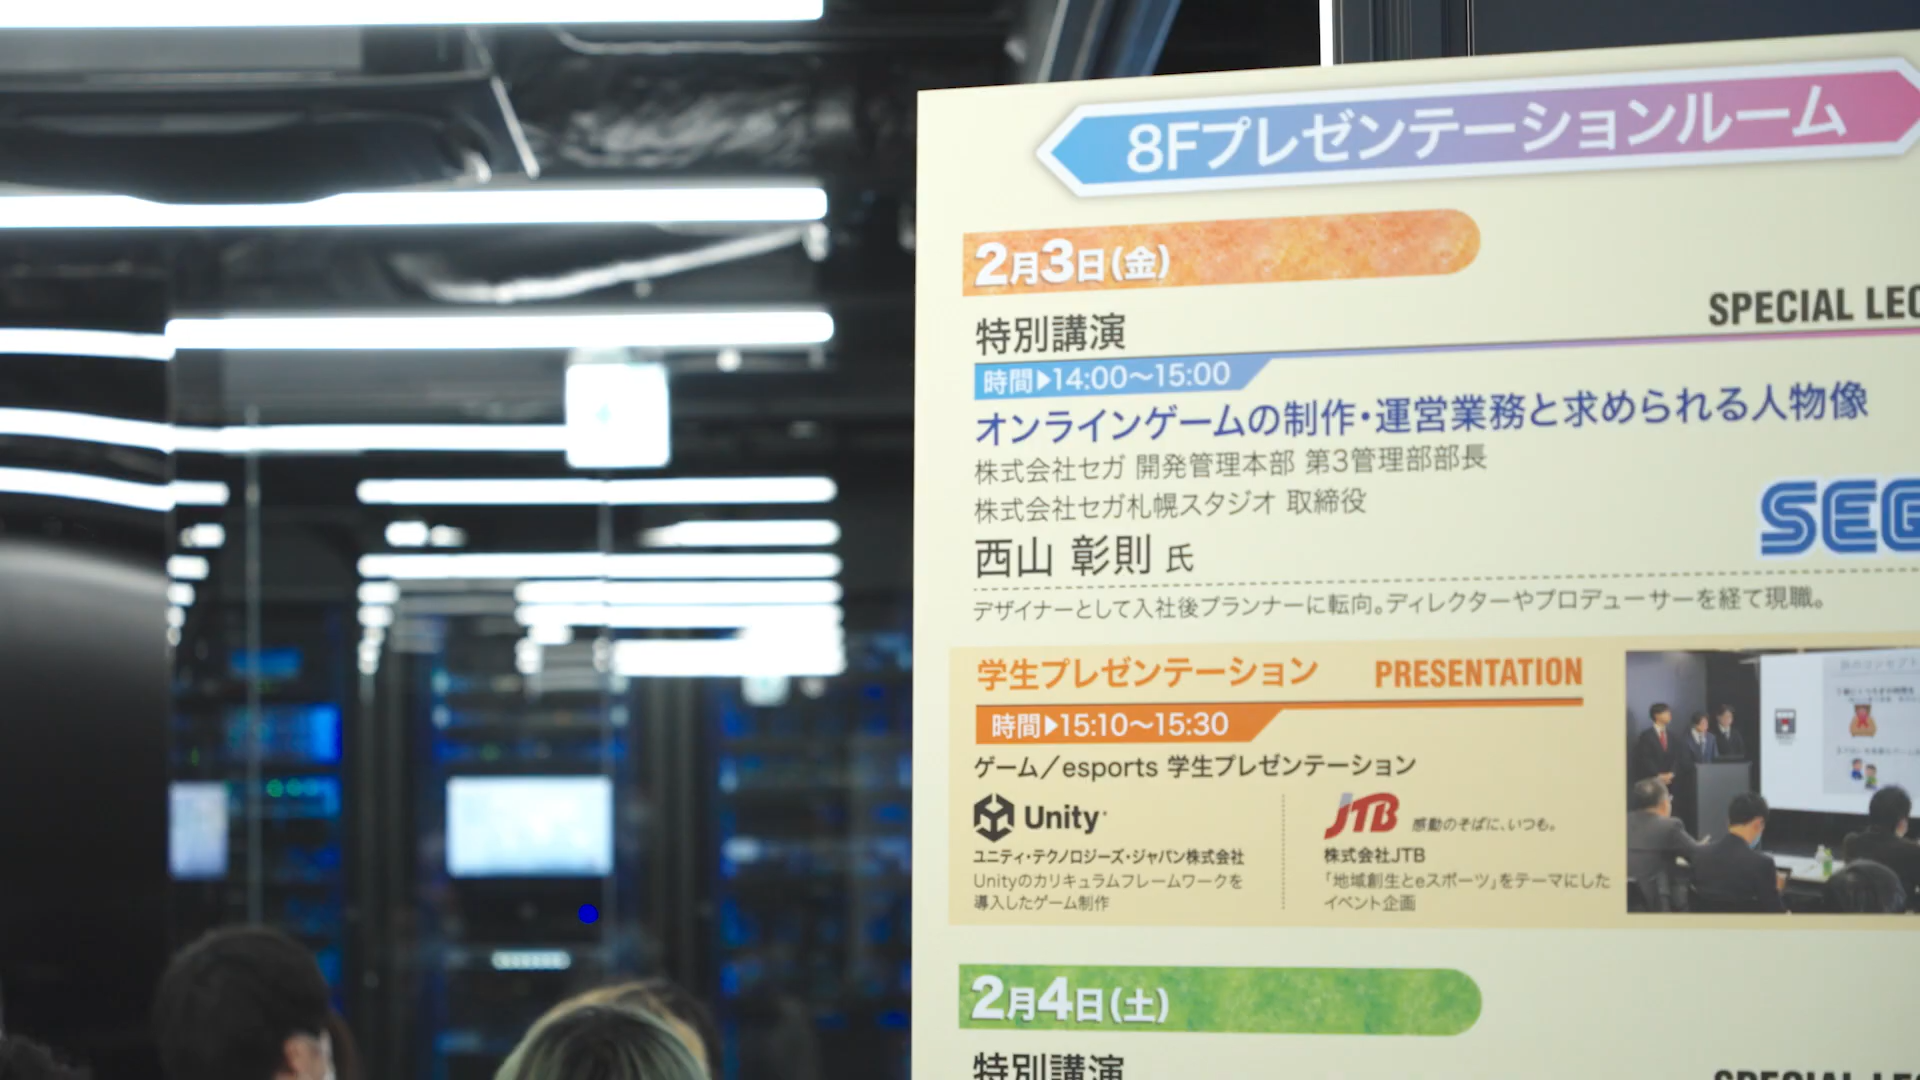 8Fプレゼンテーションルーム
2月3日(金)
特別講演
SPECIAL LEC
時間▶14:00〜15:00
オンラインゲームの制作・運営業務と求められる人物像
株式会社セガ 開発管理本部 第3管理部部長
株式会社セガ札幌スタジオ 取締役
SEG
西山 彰則 氏
デザイナーとして入社後プランナーに転向。ディレクターやプロデューサーを経て現職。
学生プレゼンテーション PRESENTATION
時間▶15:10〜15:30
ゲーム/esports 学生プレゼンテーション
Unity
ユニティ・テクノロジーズ・ジャパン株式会社
Unityのカリキュラムフレームワークを
導入したゲーム制作
JTB 感動のそばに、いつも。
株式会社JTB
「地域創生とeスポーツ」をテーマにした
イベント企画
2月4日(土)
特別講演
SPECIAL LEC